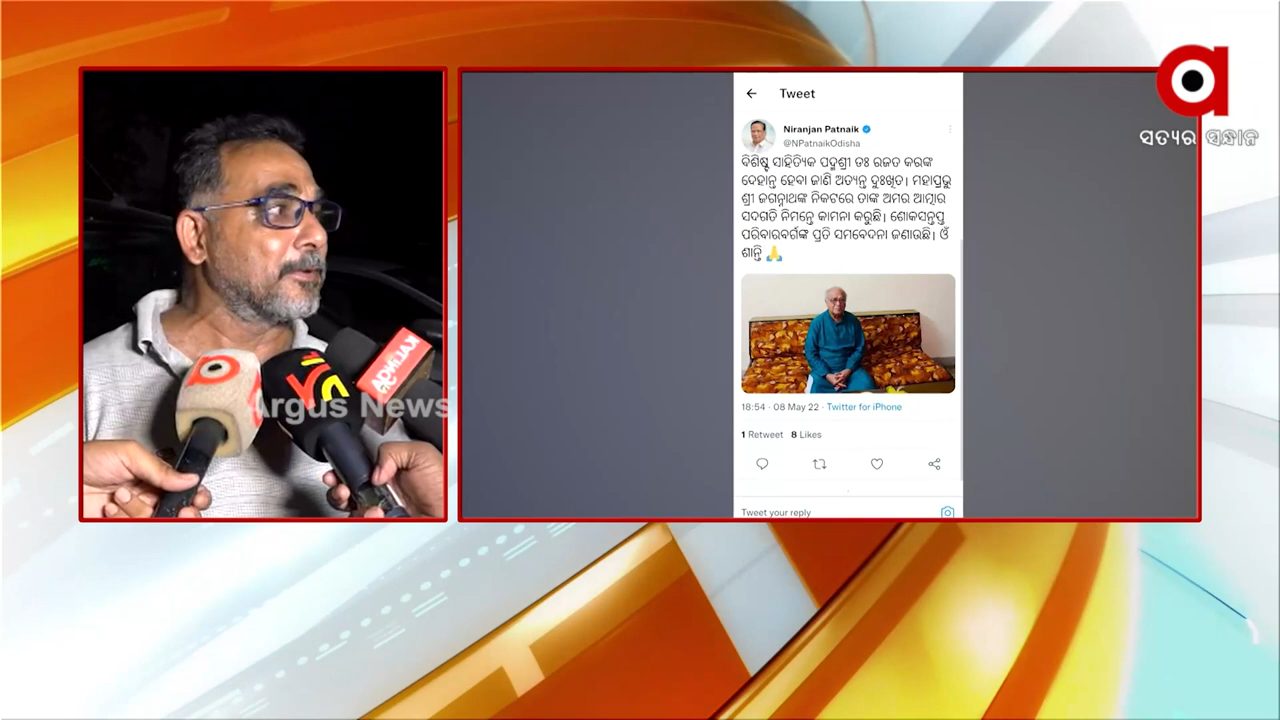 Tweet
Niranjan Patnaik
@NPatnaikOdisha
ବିଶିଷ୍ଟ ସାହିତ୍ୟିକ ପଦ୍ମଶ୍ରୀ ଡଃ ରଜତ କରଙ୍କ
ଦେହାନ୍ତ ହେବା ଜାଣି ଅତ୍ୟନ୍ତ ଦୁଃଖିତ। ମହାପ୍ରଭୁ
ଶ୍ରୀ ଜଗନ୍ନାଥଙ୍କ ନିକଟରେ ତାଙ୍କ ଅମର ଆତ୍ମାର
ସଦଗତି ନିମନ୍ତେ କାମନା କରୁଛି। ଶୋକସନ୍ତପ୍ତ
ପରିବାରବର୍ଗଙ୍କ ପ୍ରତି ସମବେଦନା ଜଣାଉଛି। ଓଁ
ଶାନ୍ତି 🙏
18:54 · 08 May 22 · Twitter for iPhone
1 Retweet 8 Likes
Tweet your reply
ସତ୍ୟର ସନ୍ଧାନ
Argus News
KALINGA